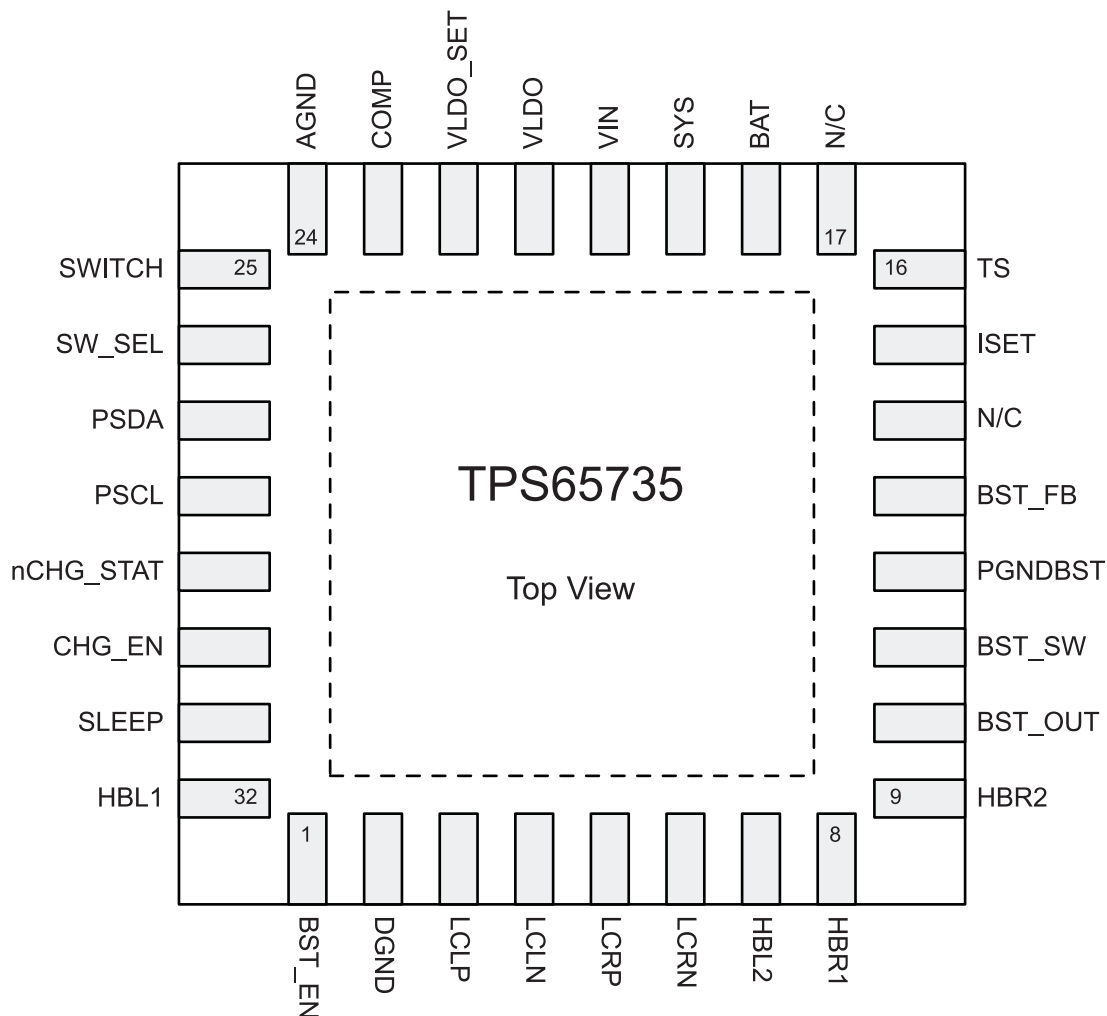 AGND
COMP
VLDO_SET
VLDO
VIN
SYS
BAT
N/C
24
17
SWITCH
25
16
TS
SW_SEL
ISET
PSDA
N/C
PSCL
TPS65735
BST_FB
nCHG_STAT
Top View
PGNDBST
CHG_EN
BST_SW
SLEEP
BST_OUT
HBL1
32
9
HBR2
1
8
BST_EN
DGND
LCLP
LCLN
LCRP
LCRN
HBL2
HBR1